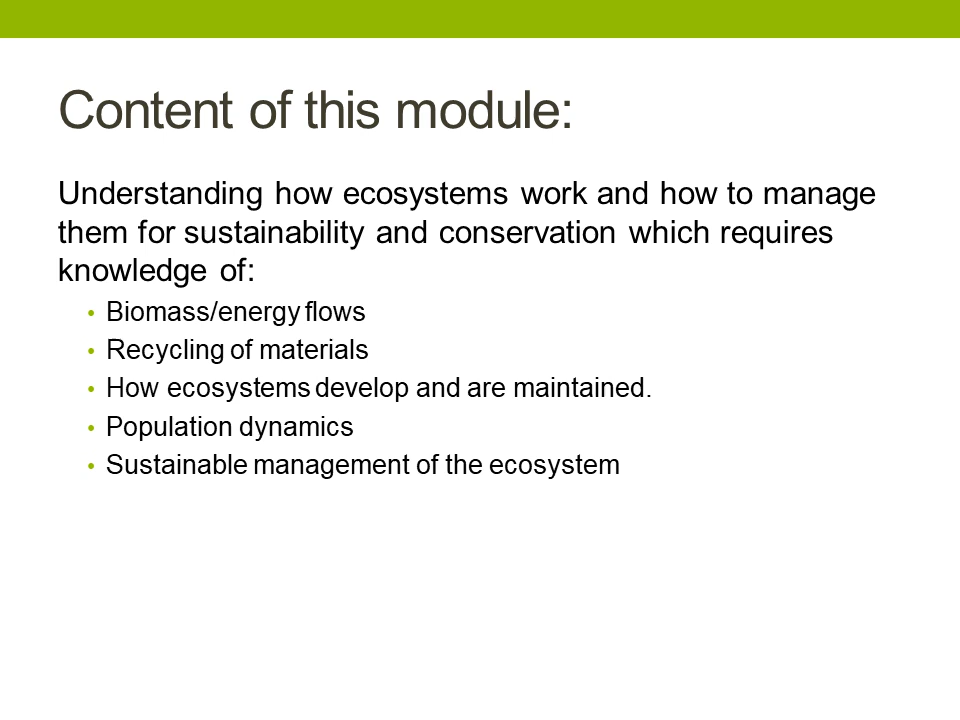 Content of this module:
Understanding how ecosystems work and how to manage
them for sustainability and conservation which requires
knowledge of:
• Biomass/energy flows
• Recycling of materials
• How ecosystems develop and are maintained.
• Population dynamics
• Sustainable management of the ecosystem